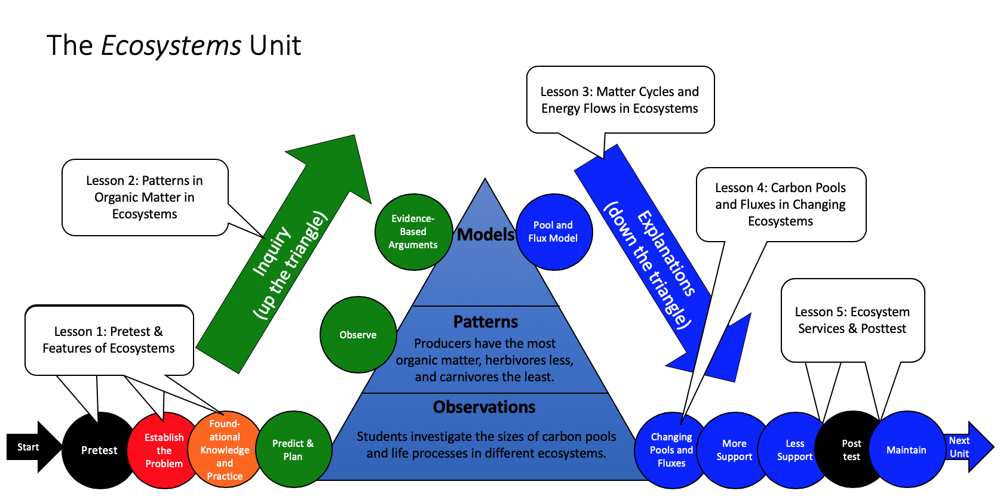 The Ecosystems Unit
Lesson 3: Matter Cycles and
Energy Flows in Ecosystems
Lesson 2: Patterns in
Organic Matter in
Ecosystems
Inquiry
(up the triangle)
Explanations
(down the triangle)
Lesson 4: Carbon Pools
and Fluxes in Changing
Ecosystems
Evidence-
Based
Arguments
Models
Pool and
Flux Model
Lesson 1: Pretest &
Features of Ecosystems
Observe
Patterns
Producers have the most
organic matter, herbivores less,
and carnivores the least.
Lesson 5: Ecosystem
Services & Posttest
Observations
Students investigate the sizes of carbon pools
and life processes in different ecosystems.
Start
Pretest
Establish
the
Problem
Found-
ational
Knowledge
and
Practice
Predict &
Plan
Changing
Pools and
Fluxes
More
Support
Less
Support
Post
test
Maintain
Next
Unit